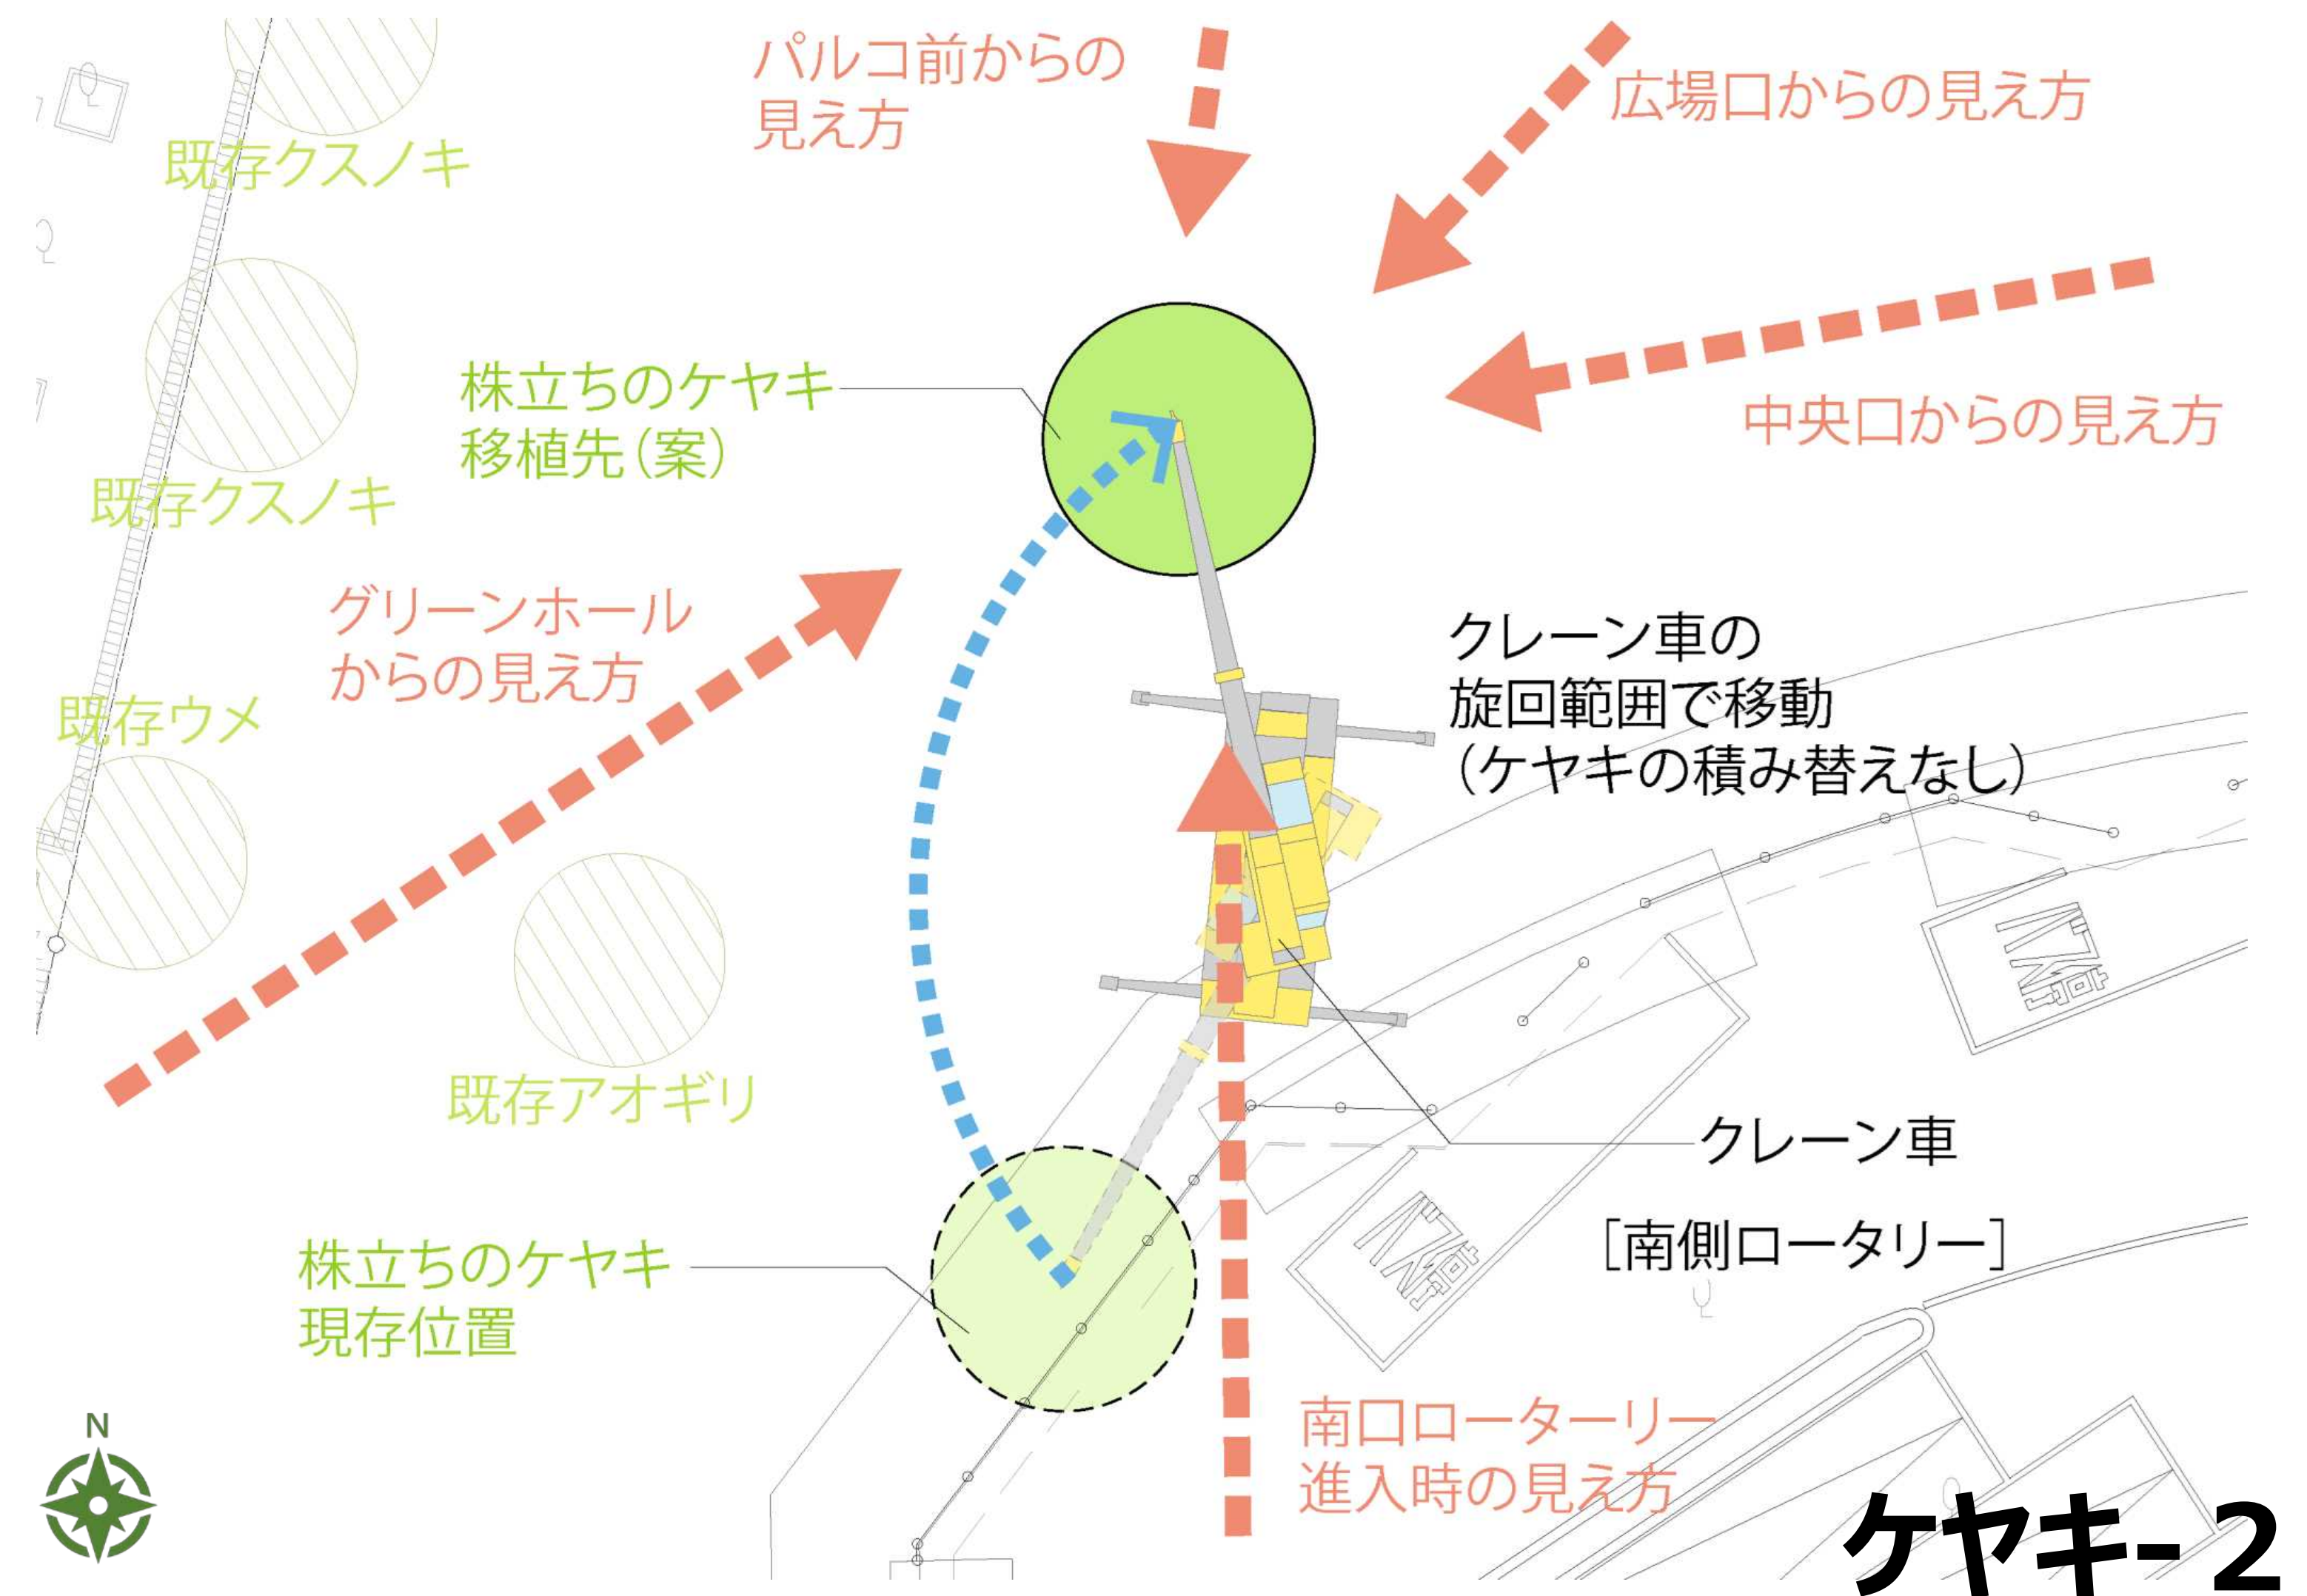 パルコ前からの
見え方
広場口からの見え方
既存クスノキ
株立ちのケヤキ
移植先（案）
中央口からの見え方
既存クスノキ
グリーンホール
からの見え方
クレーン車の
旋回範囲で移動
（ケヤキの積み替えなし）
既存ウメ
既存アオギリ
クレーン車
［南側ロータリー］
株立ちのケヤキ
現存位置
南口ローターリー
進入時の見え方
N
ケヤキ-2